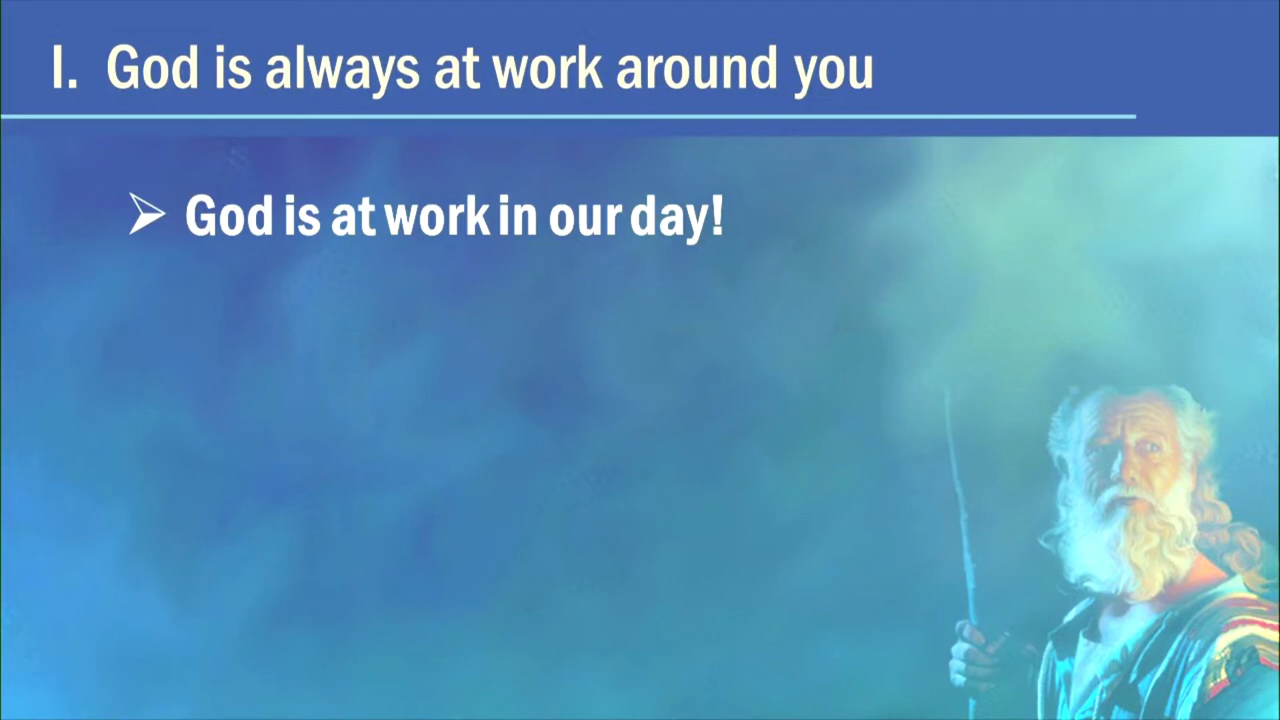 I. God is always at work around you
➢ God is at work in our day!